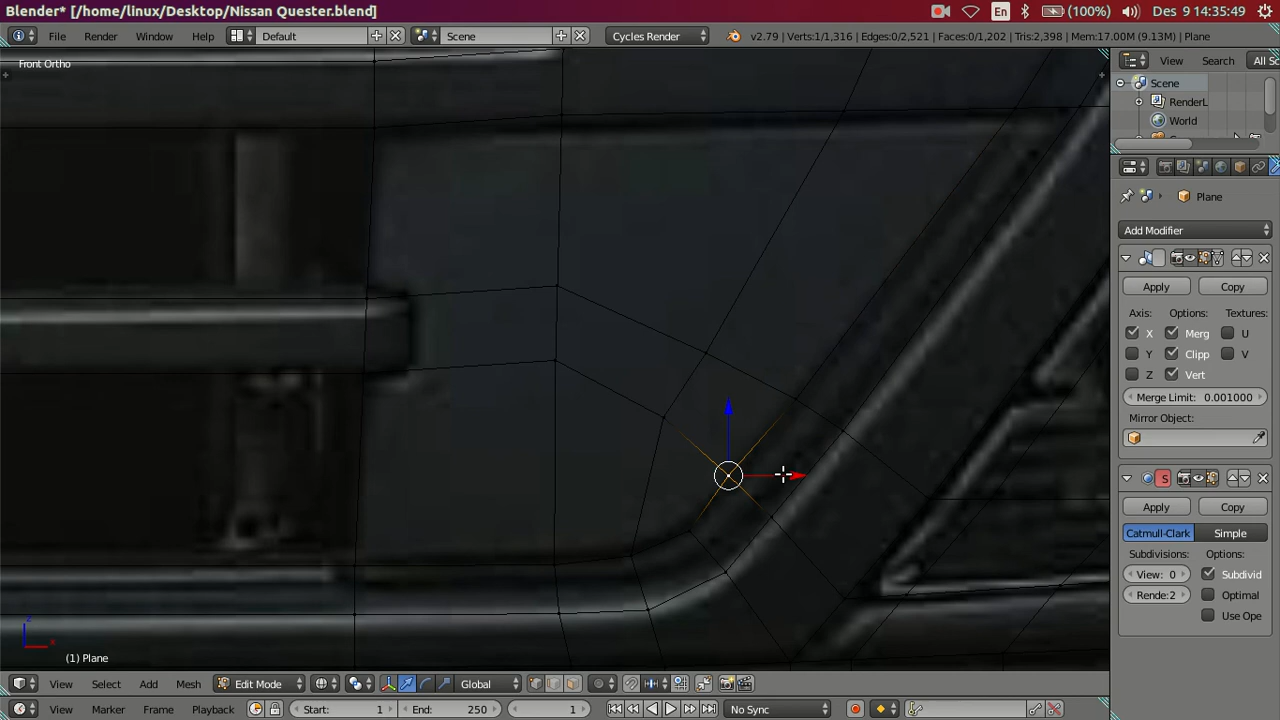 Blender* [/home/linux/Desktop/Nissan Quester.blend]
En (100%) Des 9 14:35:49
File Render Window Help Default Scene Cycles Render v2.79 | Verts:1/1,316 | Edges:0/2,521 | Faces:0/1,202 | Tris:2,398 | Mem:17.00M (9.13M) | Plane
Front Ortho
View Search All Sc
Scene
RenderL
World
Plane
Add Modifier
Apply Copy
Axis: Options: Textures:
X Merg U
Y Clipp V
Z Vert
Merge Limit: 0.001000
Mirror Object:
S
Apply Copy
Catmull-Clark Simple
Subdivisions: Options:
View: 0 Subdivid
Rende:2 Optimal
Use Ope
z
x
(1) Plane
View Select Add Mesh Edit Mode Global
View Marker Frame Playback Start: 1 End: 250 1 No Sync